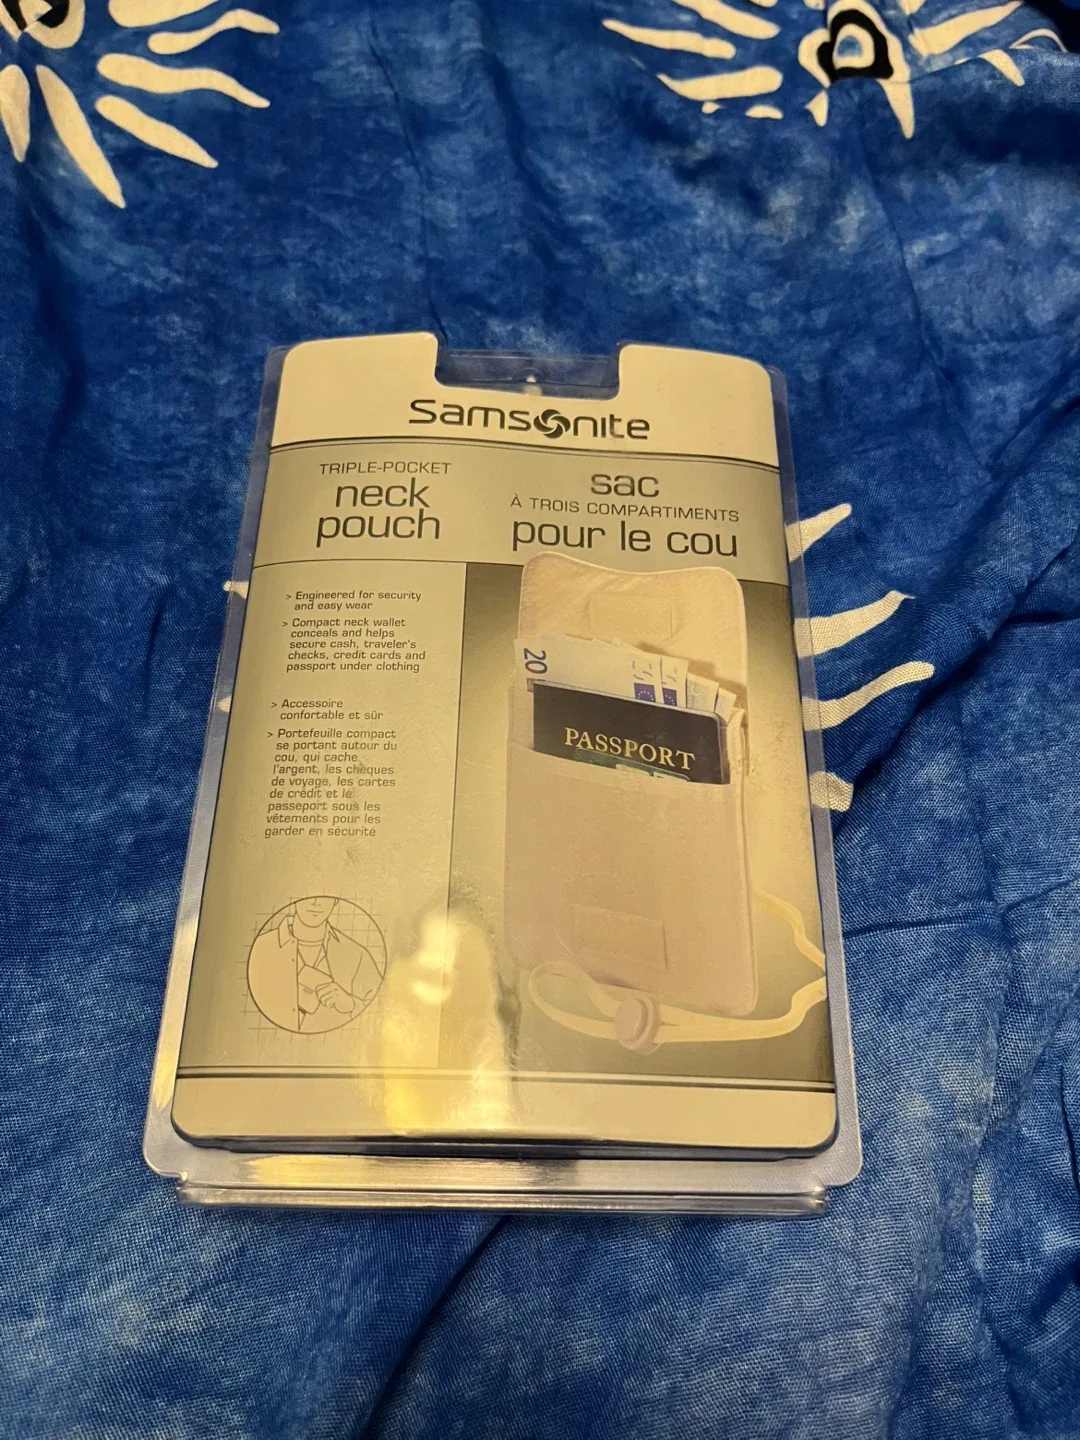 Samsonite
TRIPLE-POCKET
neck
pouch
sac
À TROIS COMPARTIMENTS
pour le cou
> Engineered for security
and easy wear
> Compact neck wallet
conceals and helps
secure cash, traveler's
checks, credit cards and
passport under clothing
> Accessoire
confortable et sûr
> Portefeuille compact
se portant autour du
cou, qui cache
l'argent, les chèques
de voyage, les cartes
de crédit et le
passeport sous les
vêtements pour les
garder en sécurité
20
PASSPORT